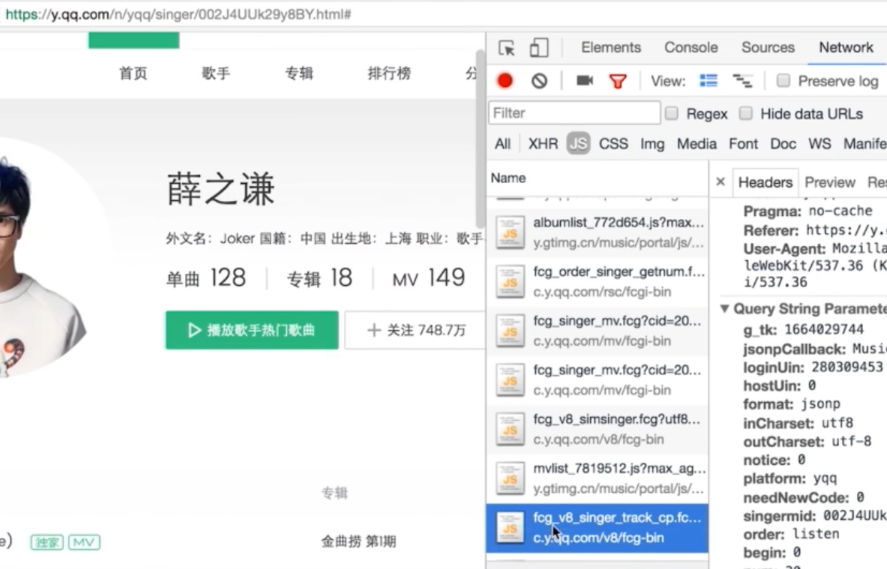 https://y.qq.com/n/yqq/singer/002J4UUk29y8BY.html#
首页 歌手 专辑 排行榜 分
薛之谦
外文名：Joker 国籍：中国 出生地：上海 职业：歌手
单曲 128 专辑 18 MV 149
播放歌手热门歌曲 关注 748.7万
专辑
e) 独家 MV 金曲捞 第1期
Elements Console Sources Network
View: Preserve log
Filter Regex Hide data URLs
All XHR JS CSS Img Media Font Doc WS Manife
Name
albumlist_772d654.js?max...
y.gtimg.cn/music/portal/js/...
fcg_order_singer_getnum.f...
c.y.qq.com/rsc/fcgi-bin
fcg_singer_mv.fcg?cid=20...
c.y.qq.com/mv/fcgi-bin
fcg_singer_mv.fcg?cid=20...
c.y.qq.com/mv/fcgi-bin
fcg_v8_simsinger.fcg?utf8...
c.y.qq.com/v8/fcg-bin
mvlist_7819512.js?max_ag...
y.gtimg.cn/music/portal/js/...
fcg_v8_singer_track_cp.fc...
c.y.qq.com/v8/fcg-bin
× Headers Preview Res
Pragma: no-cache
Referer: https://y.
User-Agent: Mozilla
leWebKit/537.36 (K
i/537.36
Query String Paramete
g_tk: 1664029744
jsonpCallback: Musi
loginUin: 280309453
hostUin: 0
format: jsonp
inCharset: utf8
outCharset: utf-8
notice: 0
platform: yqq
needNewCode: 0
singermid: 002J4UUk
order: listen
begin: 0